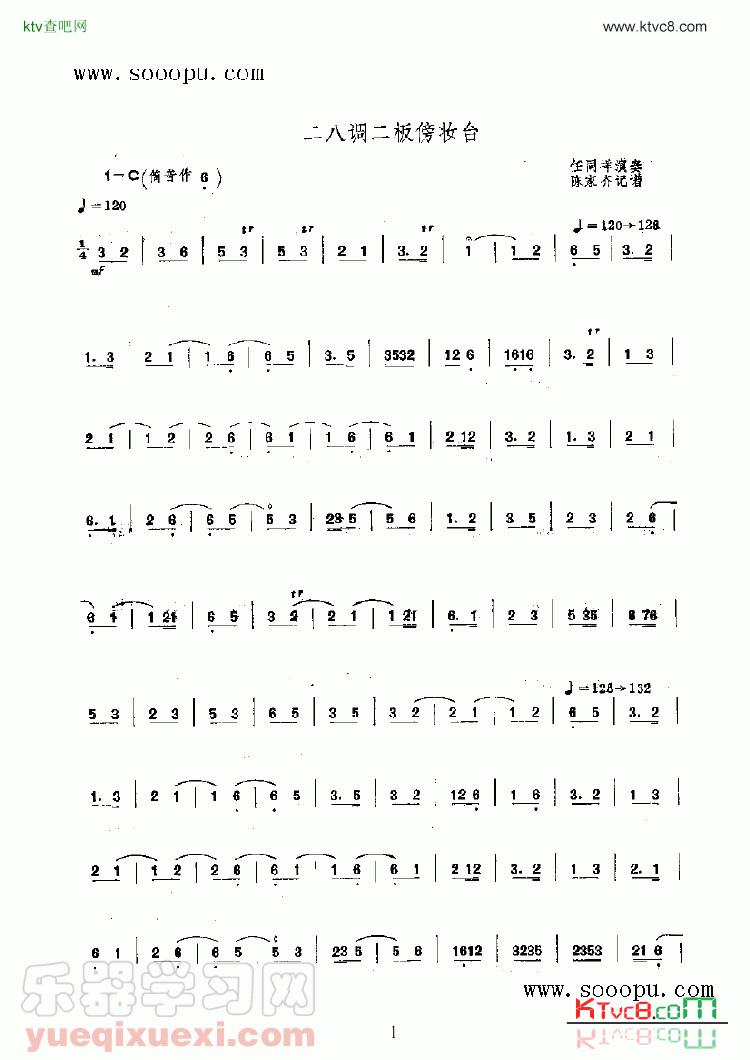 ktv查吧网
www.ktvc8.com
www.sooopu.com
二八调二板傍妆台
1=C(筒音作6)
任同祥演奏
陈家齐记谱
♩=120
♩=120→128
tr tr tr
1/4 3 2 | 3 6 | 5 3 | 5 3 | 2 1 | 3. 2 | 1 | 1 2 | 6 5 | 3. 2
mf
tr
1. 3 2 1 | 1 6 | 6 5 | 3. 5 | 3532 | 12 6 | 1616 | 3. 2 | 1 3 |
2 1 | 1 2 | 2 6 | 6 1 | 1 6 | 6 1 | 2 12 | 3. 2 | 1. 3 | 2 1 |
6. 1 | 2 6 | 6 5 | 5 3 | 23 5 | 5 6 | 1. 2 | 3 5 | 2 3 | 2 6
tr
6 1 | 1 21 | 6 5 | 3 2 | 2 1 | 1 21 | 6. 1 | 2 3 | 5 35 | 6 76 |
♩=128→132
5 3 | 2 3 | 5 3 | 6 5 | 3 5 | 3 2 | 2 1 | 1 2 | 6 5 | 3. 2 |
1. 3 | 2 1 | 1 6 | 6 5 | 3. 5 | 3 2 | 12 6 | 1 6 | 3. 2 | 1 3 |
2 1 | 1 2 | 2 6 | 6 1 | 1 6 | 6 1 | 2 12 | 3. 2 | 1 3 | 2. 1 |
6 1 | 2 6 | 6 5 | 5 3 | 23 5 | 5 6 | 1612 | 3235 | 2353 | 21 6
乐器学习网
yueqixuexi.com
www.sooopu.com
KTvc8.com
1